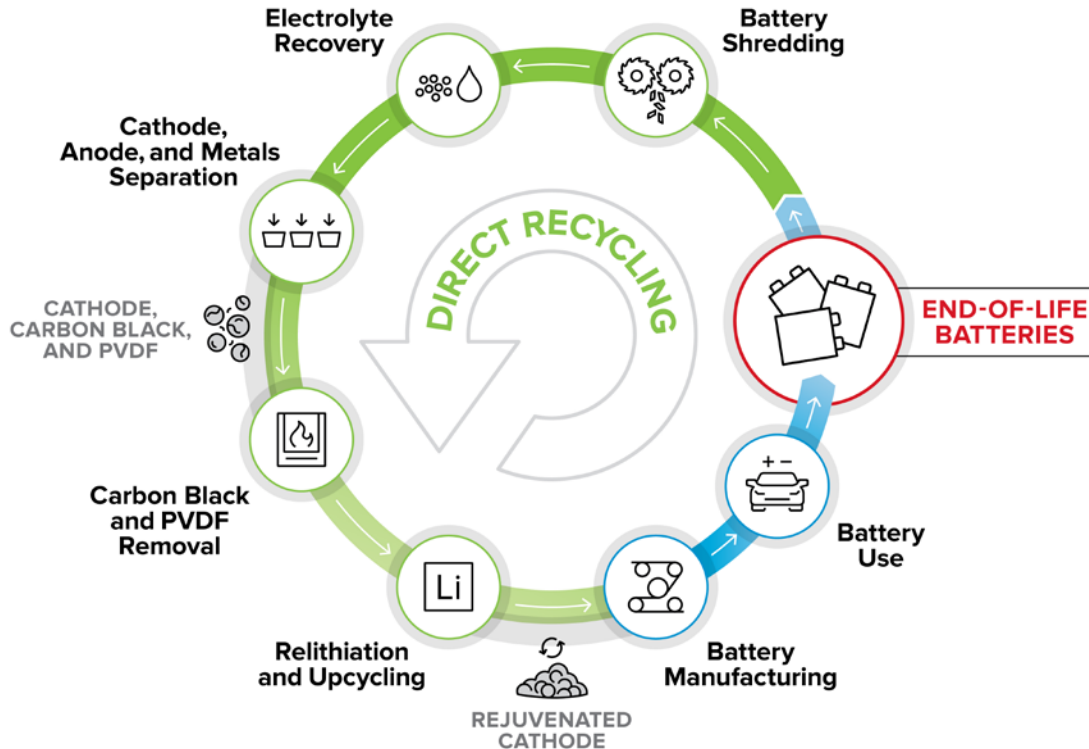 Electrolyte
Recovery
Battery
Shredding
Cathode,
Anode, and Metals
Separation
DIRECT RECYCLING
CATHODE,
CARBON BLACK,
AND PVDF
END-OF-LIFE
BATTERIES
Carbon Black
and PVDF
Removal
+ -
Battery
Use
Li
Relithiation
and Upcycling
Battery
Manufacturing
REJUVENATED
CATHODE